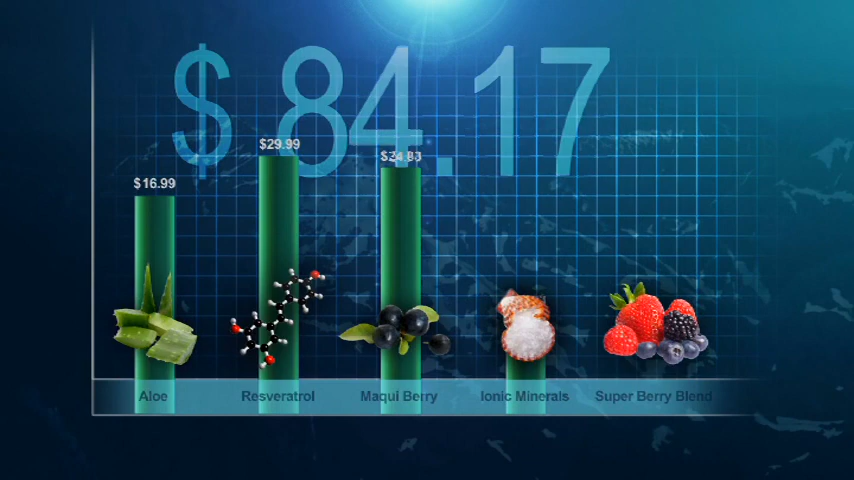 $ 84.17
$29.99
$16.99
Aloe
Resveratrol
Maqui Berry
Ionic Minerals
Super Berry Blend